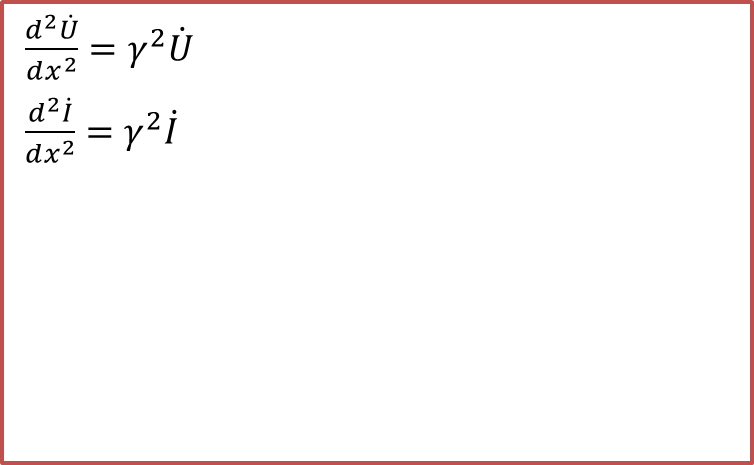 d²U̇/dx² = γ²U̇
d²İ/dx² = γ²İ